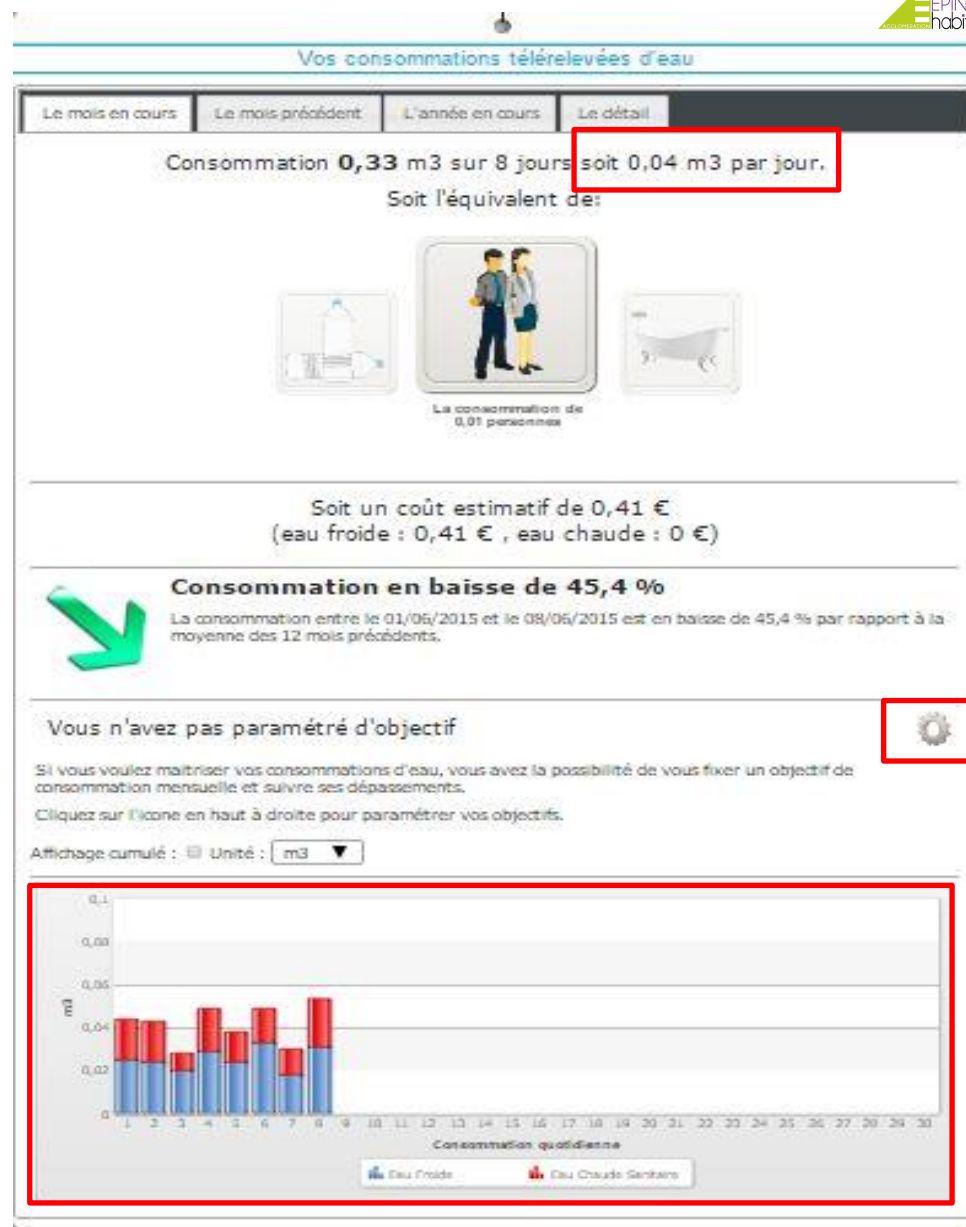 EPIN
habi
AGGLOMERATION
Vos consommations télérelevées d'eau
Le mois en cours Le mois précédent L'année en cours Le détail
Consommation 0,33 m3 sur 8 jours soit 0,04 m3 par jour.
Soit l'équivalent de:
La consommation de
0,01 personnes
Soit un coût estimatif de 0,41 €
(eau froide : 0,41 € , eau chaude : 0 €)
Consommation en baisse de 45,4 %
La consommation entre le 01/06/2015 et le 08/06/2015 est en baisse de 45,4 % par rapport à la
moyenne des 12 mois précédents.
Vous n'avez pas paramétré d'objectif
Si vous voulez maitriser vos consommations d'eau, vous avez la possibilité de vous fixer un objectif de
consommation mensuelle et suivre ses dépassements.
Cliquez sur l'icone en haut à droite pour paramétrer vos objectifs.
Affichage cumulé : Unité : m3 ▼
0,1
0,08
0,06
m3
0,04
0,02
0
1 2 3 4 5 6 7 8 9 10 11 12 13 14 15 16 17 18 19 20 21 22 23 24 25 26 27 28 29 30
Consommation quotidienne
Eau Froide Eau Chaude Sanitaire